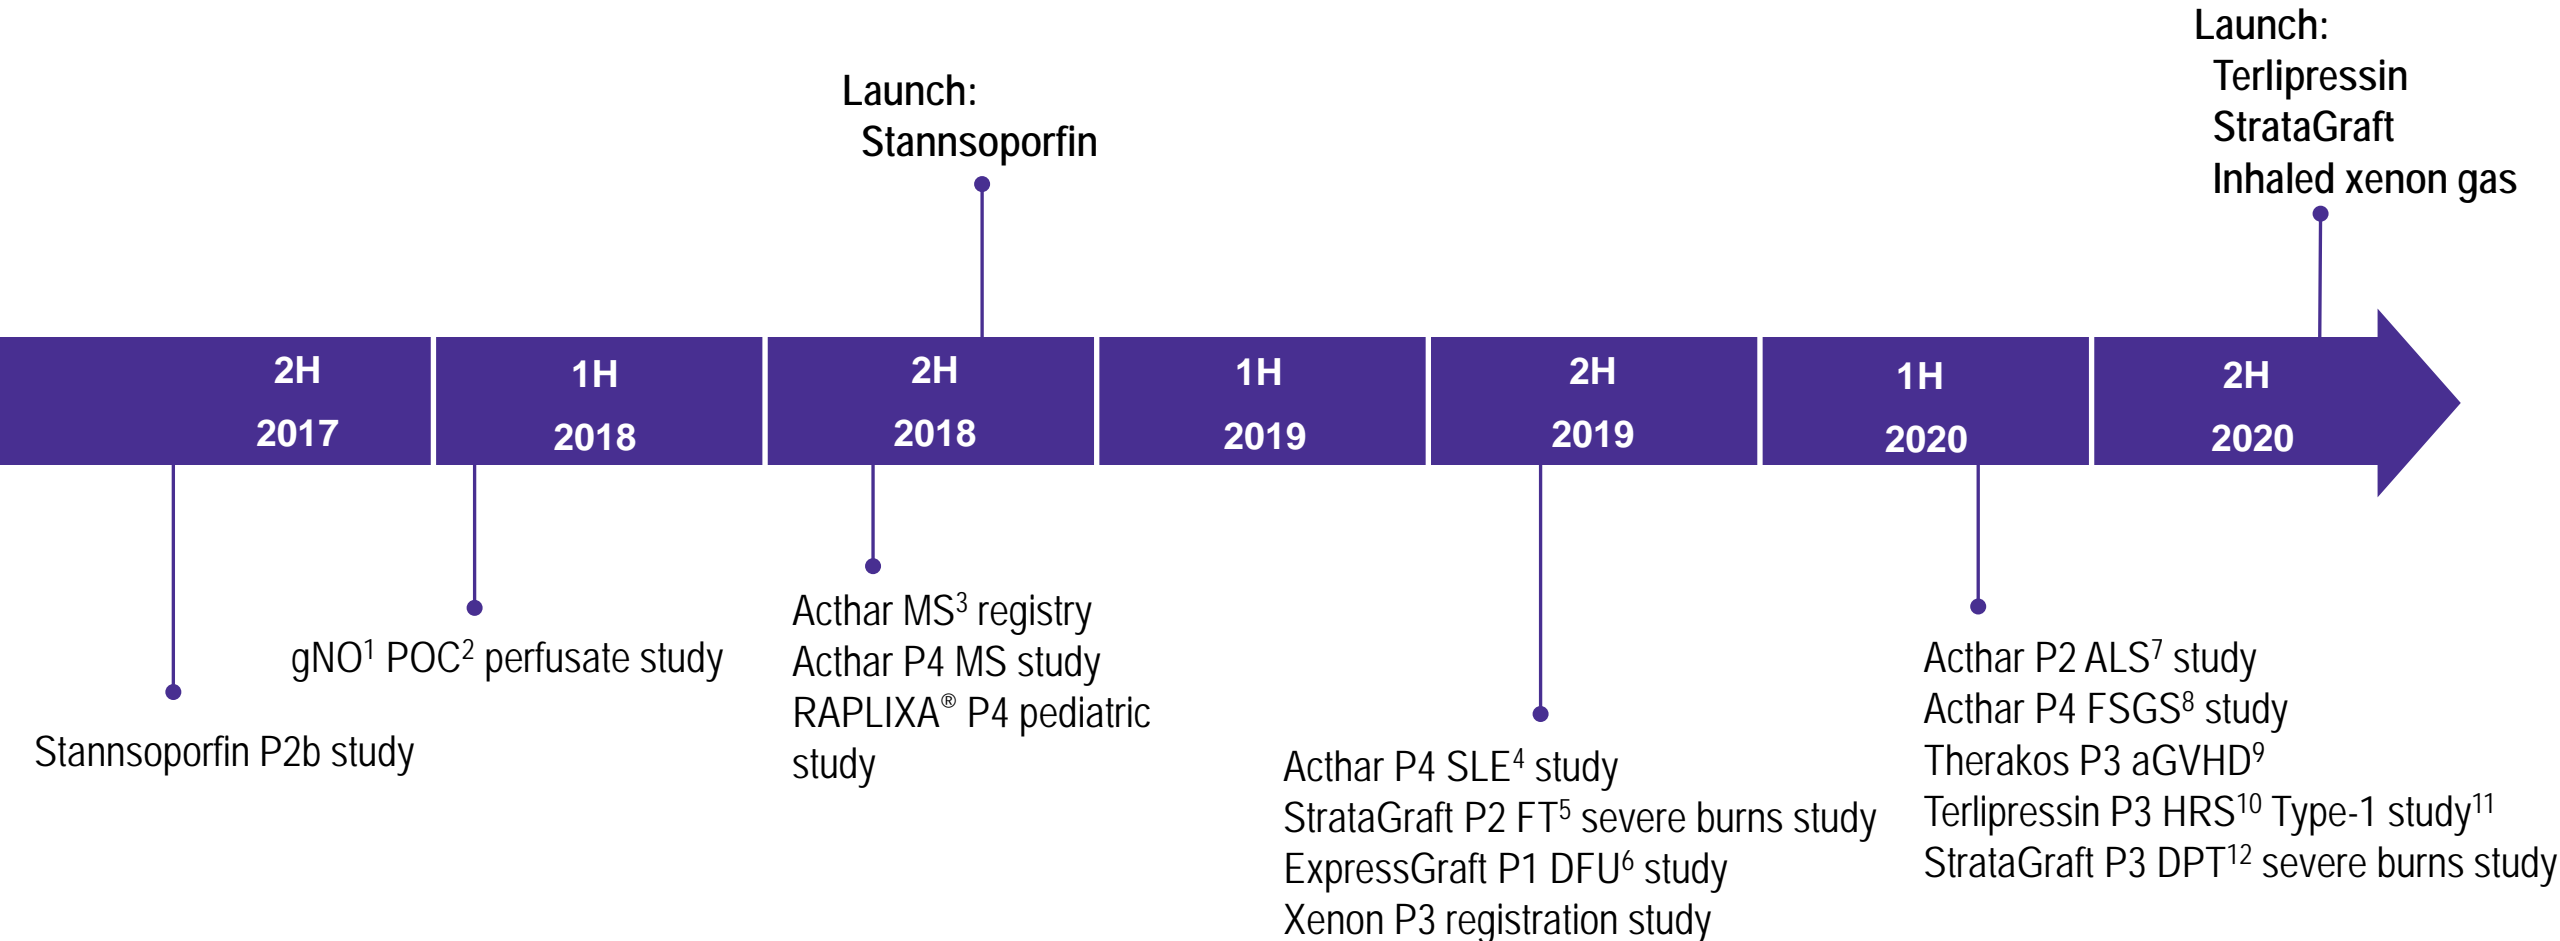 Launch:
Terlipressin
StrataGraft
Inhaled xenon gas
Launch:
Stannsoporfin
2H
2017
1H
2018
2H
2018
1H
2019
2H
2019
1H
2020
2H
2020
Stannsoporfin P2b study
gNO¹ POC² perfusate study
Acthar MS³ registry
Acthar P4 MS study
RAPLIXA® P4 pediatric
study
Acthar P4 SLE⁴ study
StrataGraft P2 FT⁵ severe burns study
ExpressGraft P1 DFU⁶ study
Xenon P3 registration study
Acthar P2 ALS⁷ study
Acthar P4 FSGS⁸ study
Therakos P3 aGVHD⁹
Terlipressin P3 HRS¹⁰ Type-1 study¹¹
StrataGraft P3 DPT¹² severe burns study